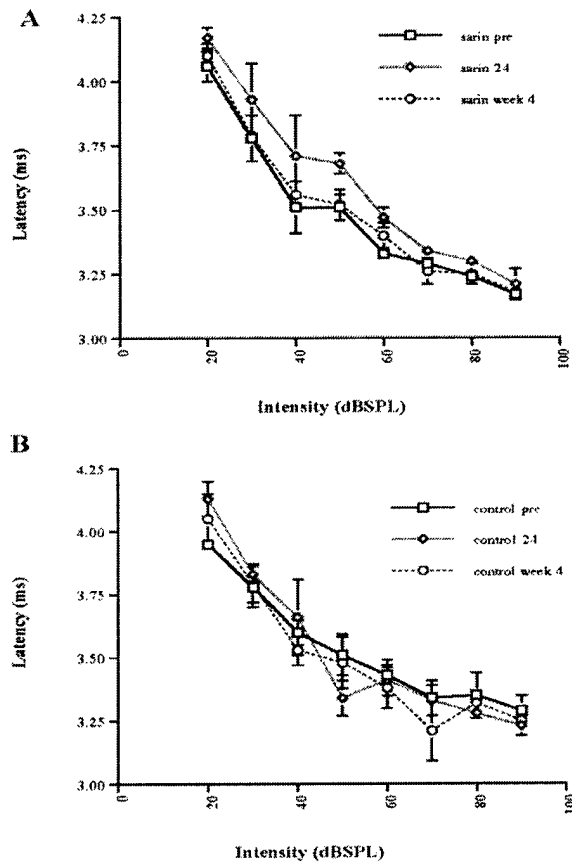 A
4.25
4.00
3.75
3.50
3.25
3.00
Latency (ms)
sarin pre
sarin 24
sarin week 4
0
20
40
60
80
100
Intensity (dBSPL)
B
4.25
4.00
3.75
3.50
3.25
3.00
Latency (ms)
control pre
control 24
control week 4
0
20
40
60
80
100
Intensity (dBSPL)